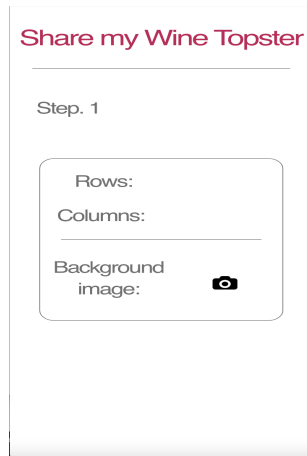 Share my Wine Topster
Step. 1
Rows:
Columns:
Background
image: